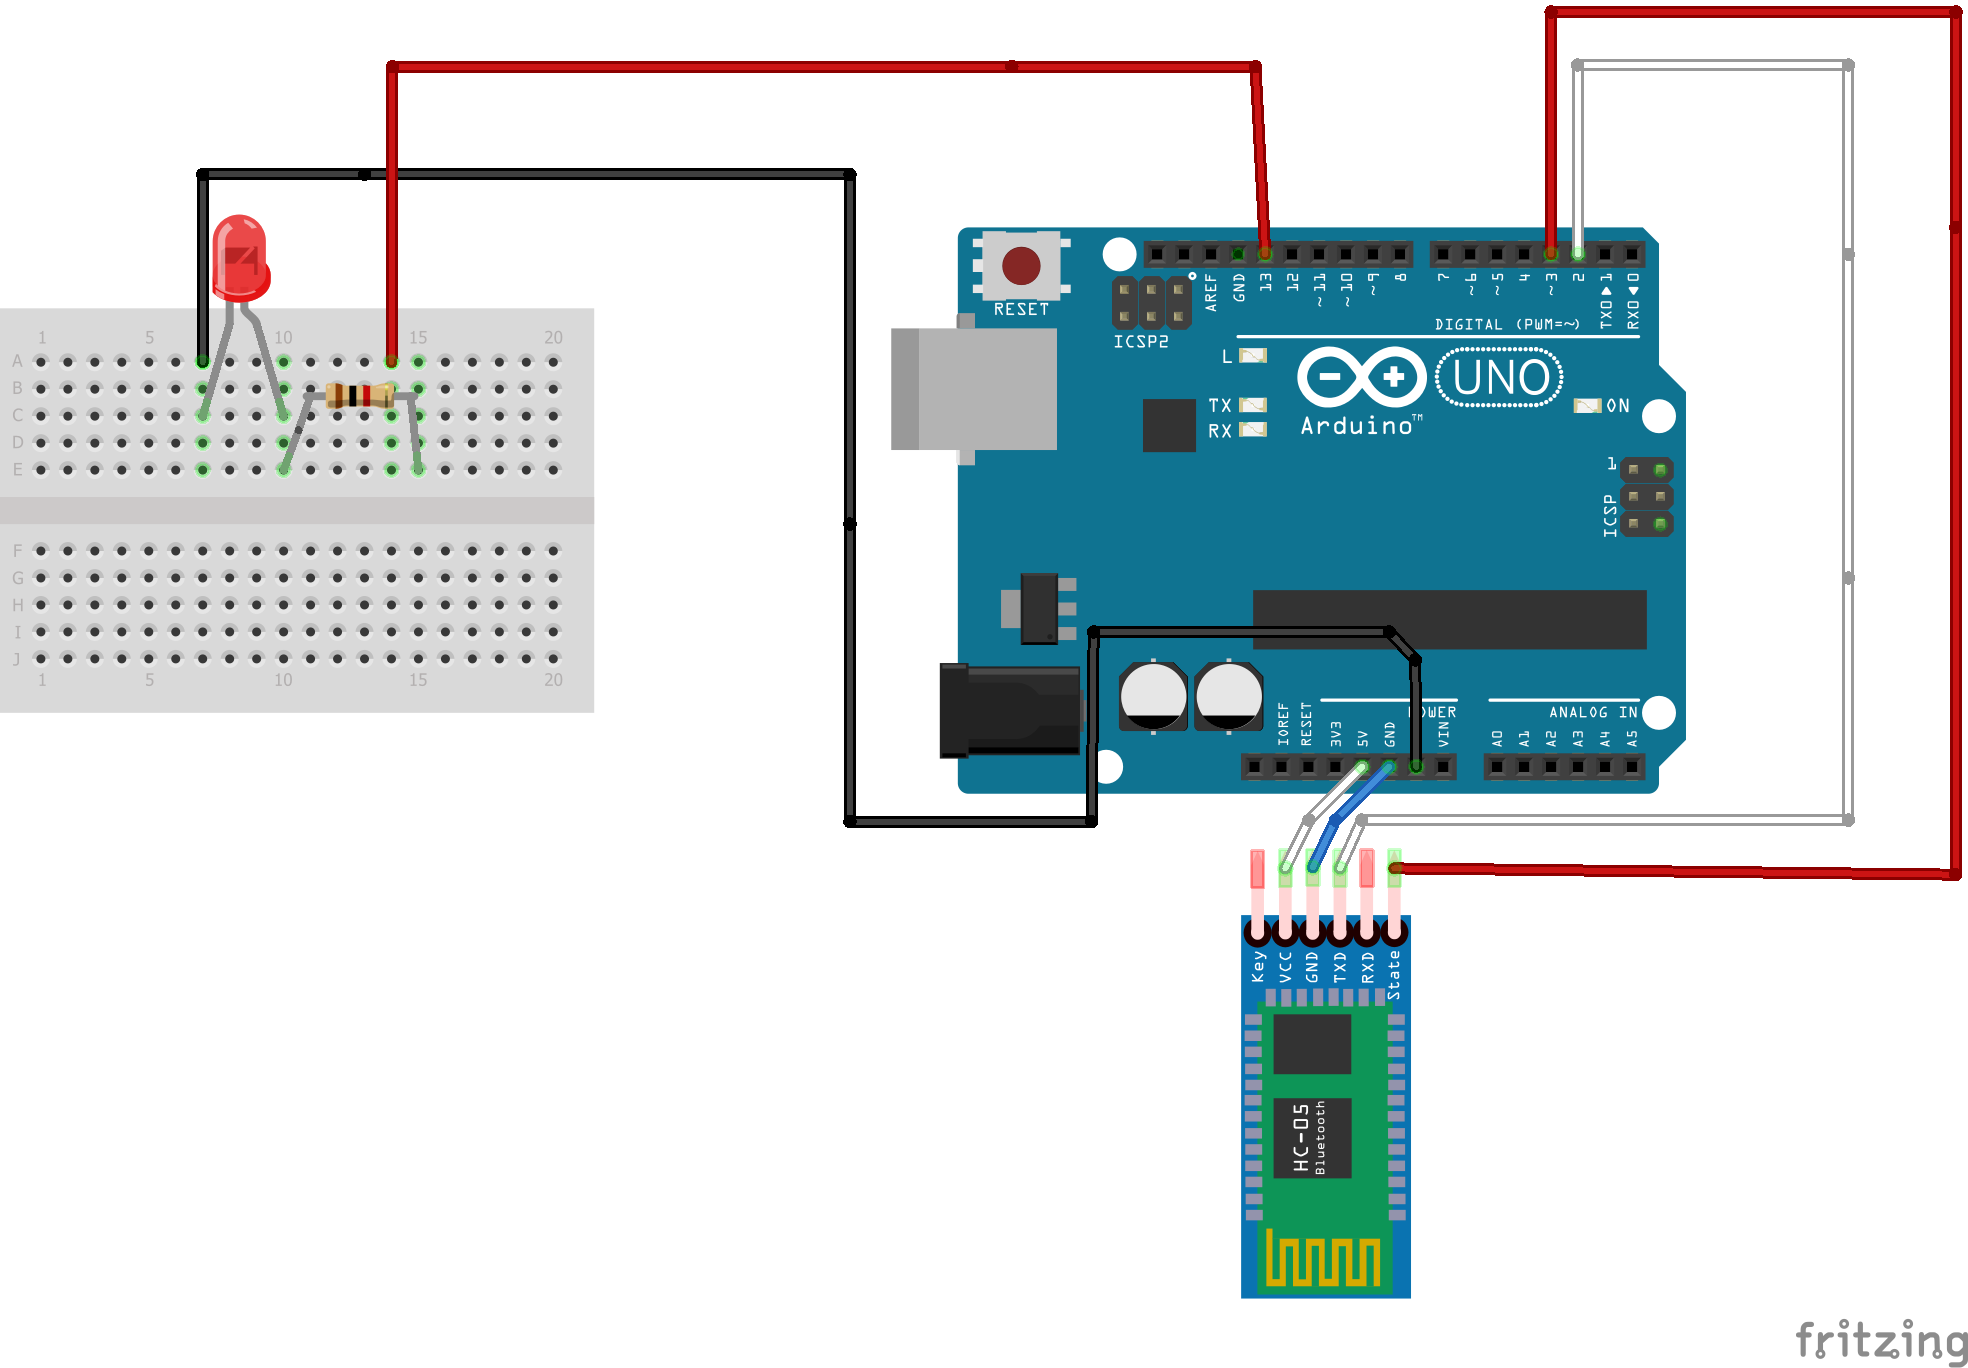 1 5 10 15 20
A
B
C
D
E
F
G
H
I
J
1 5 10 15 20
RESET
ICSP2
AREF
GND
13
12
~11
~10
~9
8
7
~6
~5
4
~3
2
TX0▶1
RX0◀0
DIGITAL (PWM=~)
L
TX
RX
UNO
Arduino™
ON
1
ICSP
IOREF
RESET
3V3
5V
GND
VIN
POWER
ANALOG IN
A0
A1
A2
A3
A4
A5
Key
VCC
GND
TXD
RXD
State
HC-05
Bluetooth
fritzing